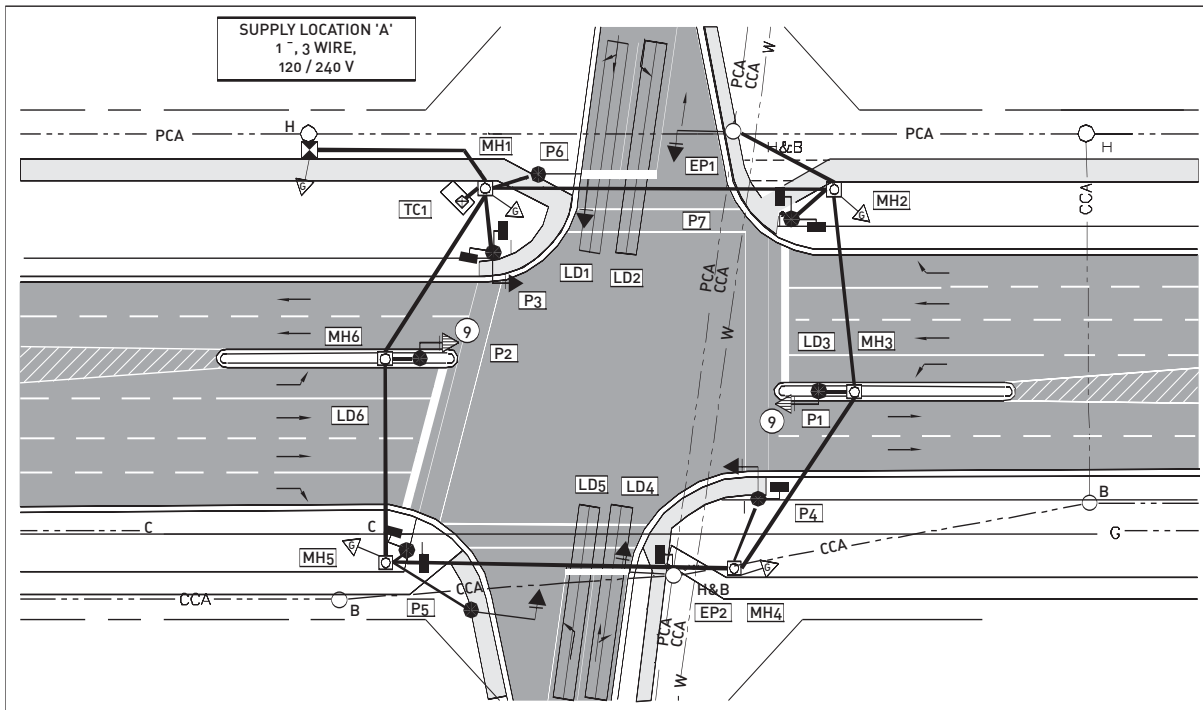 SUPPLY LOCATION 'A'
1 ~, 3 WIRE,
120 / 240 V
PCA
CCA
W
PCA
H
MH1
P6
EP1
H&B
PCA
H
TC1
G
G
MH2
G
CCA
P7
LD1
LD2
PCA
CCA
W
P3
MH6
9
P2
LD3
MH3
LD6
9
P1
LD5
LD4
P4
B
C
C
G
G
MH5
CCA
G
CCA
CCA
B
P5
H&B
EP2
MH4
PCA
CCA
W